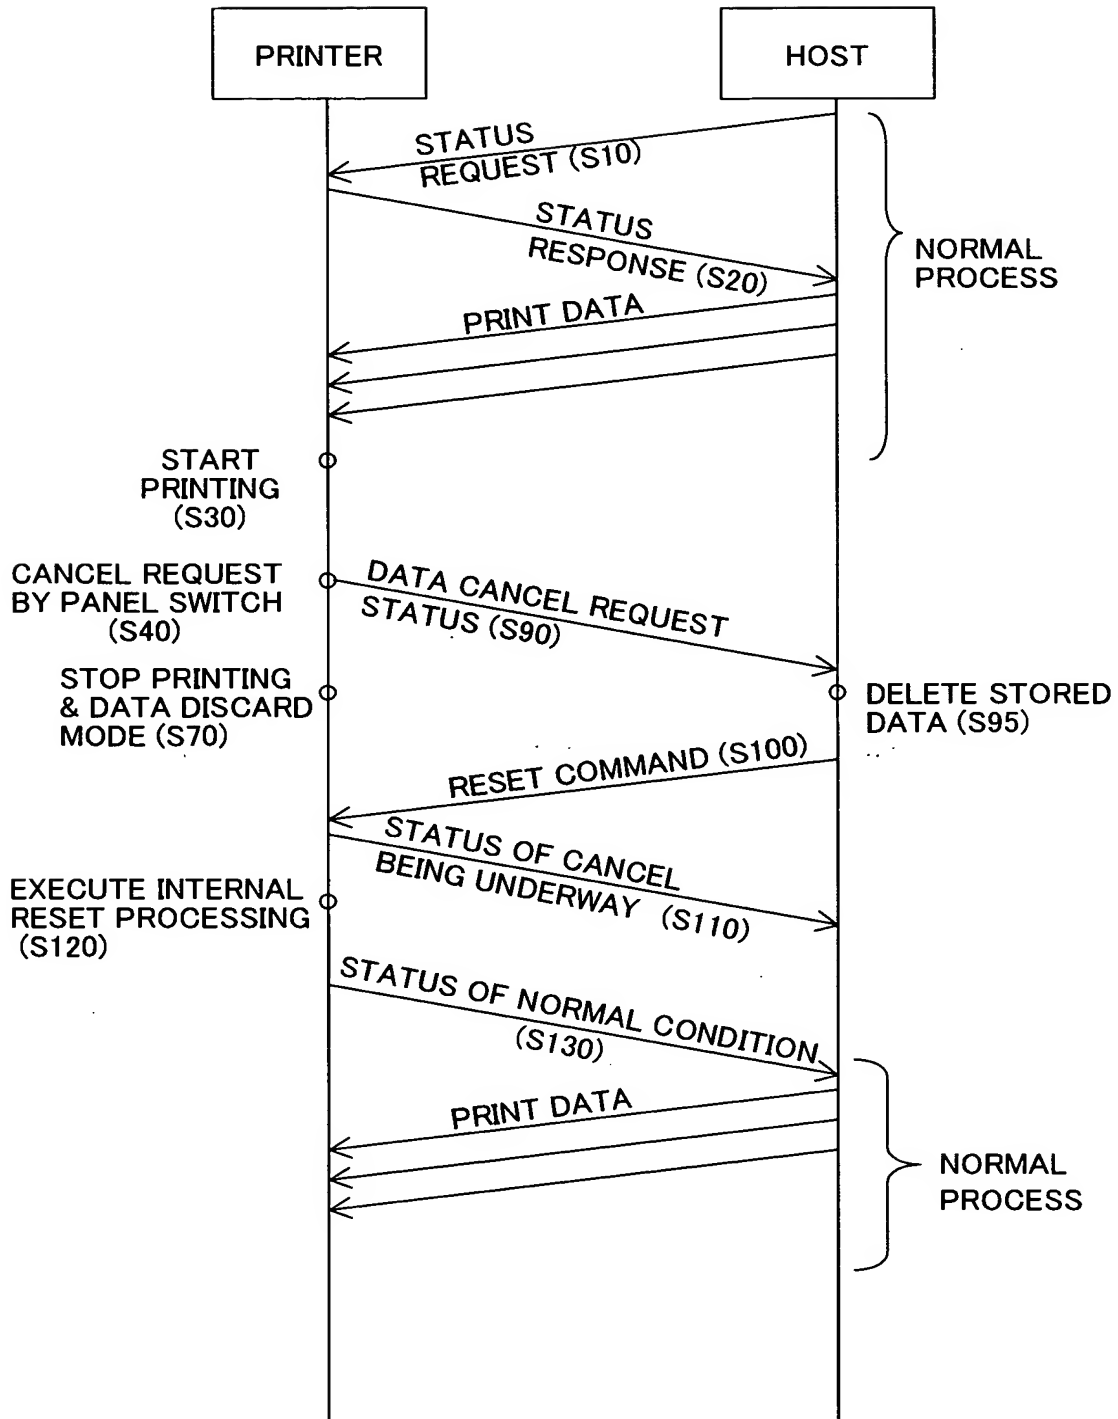 PRINTER
HOST
STATUS
REQUEST (S10)
STATUS
RESPONSE (S20)
NORMAL
PROCESS
PRINT DATA
START
PRINTING
(S30)
CANCEL REQUEST
BY PANEL SWITCH
(S40)
DATA CANCEL REQUEST
STATUS (S90)
STOP PRINTING
& DATA DISCARD
MODE (S70)
DELETE STORED
DATA (S95)
RESET COMMAND (S100)
STATUS OF CANCEL
BEING UNDERWAY (S110)
EXECUTE INTERNAL
RESET PROCESSING
(S120)
STATUS OF NORMAL CONDITION
(S130)
PRINT DATA
NORMAL
PROCESS